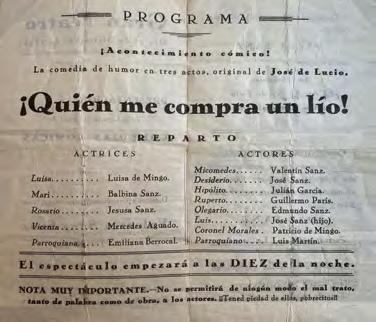 PROGRAMA
¡Acontecimiento cómico!
La comedia de humor en tres actos, original de José de Lucio.
¡Quién me compra un lío!
REPARTO
ACTRICES
Luisa.......... Luisa de Mingo.
Mari.......... Balbina Sanz.
Rosario.......... Jesusa Sanz.
Vicenta.......... Mercedes Aguado.
Parroquiana.......... Emiliana Berrocal.
ACTORES
Micomedes...... Valentín Sanz.
Desiderio...... José Sanz.
Hipólito...... Julián García.
Ruperto...... Guillermo París.
Olegario...... Edmundo Sanz.
Luis...... José Sanz (hijo).
Coronel Morales. Patricio de Mingo.
Parroquiano..... Luis Martín.
El espectáculo empezará a las DIEZ de la noche.
NOTA MUY IMPORTANTE.—No se permitirá de ningún modo el mal trato,
tanto de palabra como de obra, a los actores. ¡¡Tened piedad de ellos, pobrecitos!!